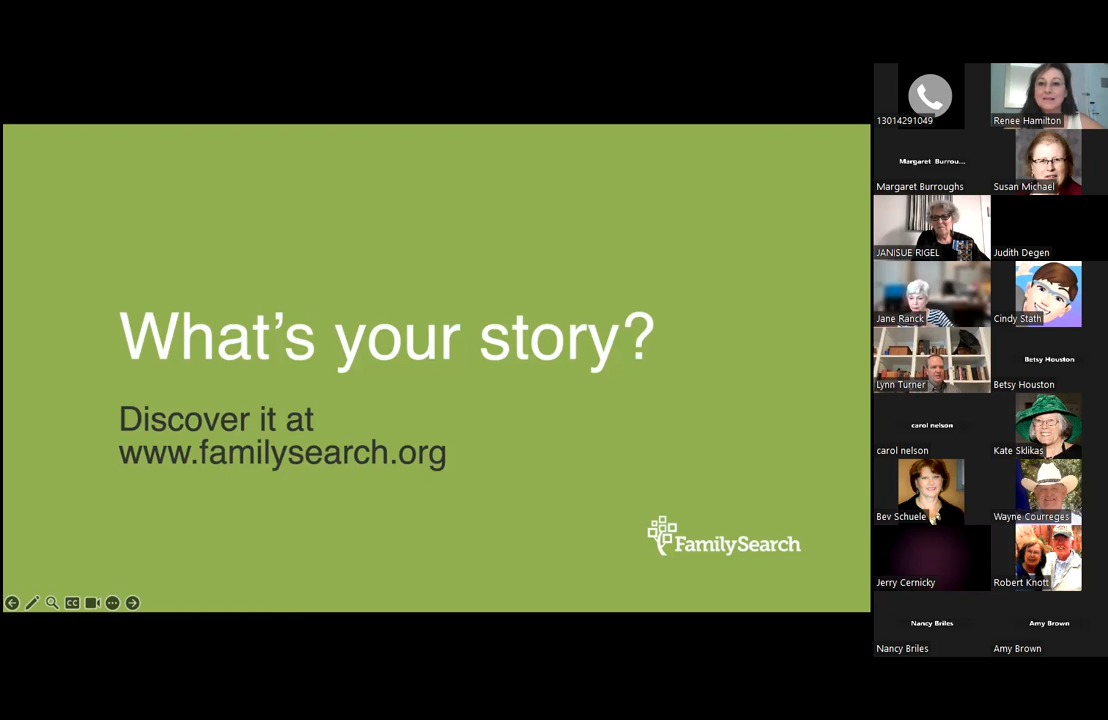 What's your story?
Discover it at
www.familysearch.org
FamilySearch
CC
13014291049
Renee Hamilton
Margaret Burrou...
Margaret Burroughs
Susan Michael
JANISUE RIGEL
Judith Degen
Jane Ranck
Cindy Stath
Lynn Turner
Betsy Houston
Betsy Houston
carol nelson
carol nelson
Kate Sklikas
Bev Schuele
Wayne Courreges
Jerry Cernicky
Robert Knott
Nancy Briles
Amy Brown
Nancy Briles
Amy Brown